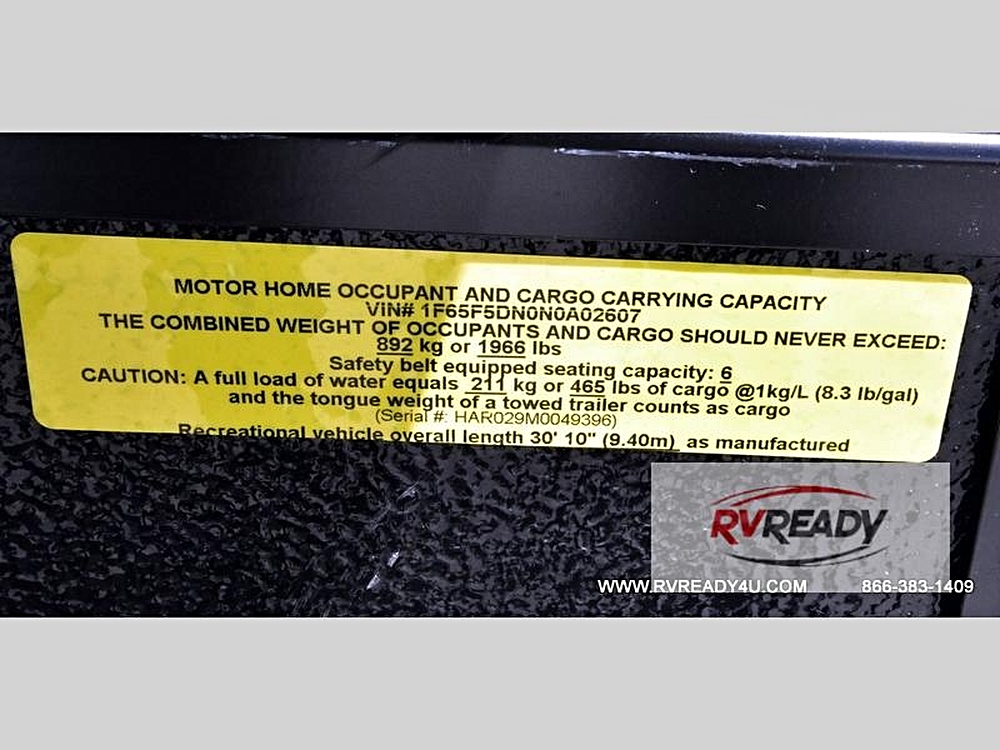 MOTOR HOME OCCUPANT AND CARGO CARRYING CAPACITY
VIN# 1F65F5DN0N0A02607
THE COMBINED WEIGHT OF OCCUPANTS AND CARGO SHOULD NEVER EXCEED:
892 kg or 1966 lbs
Safety belt equipped seating capacity: 6
CAUTION: A full load of water equals 211 kg or 465 lbs of cargo @1kg/L (8.3 lb/gal)
and the tongue weight of a towed trailer counts as cargo
(Serial #: HAR029M0049396)
Recreational vehicle overall length 30' 10" (9.40m) as manufactured
RVREADY
WWW.RVREADY4U.COM 866-383-1409